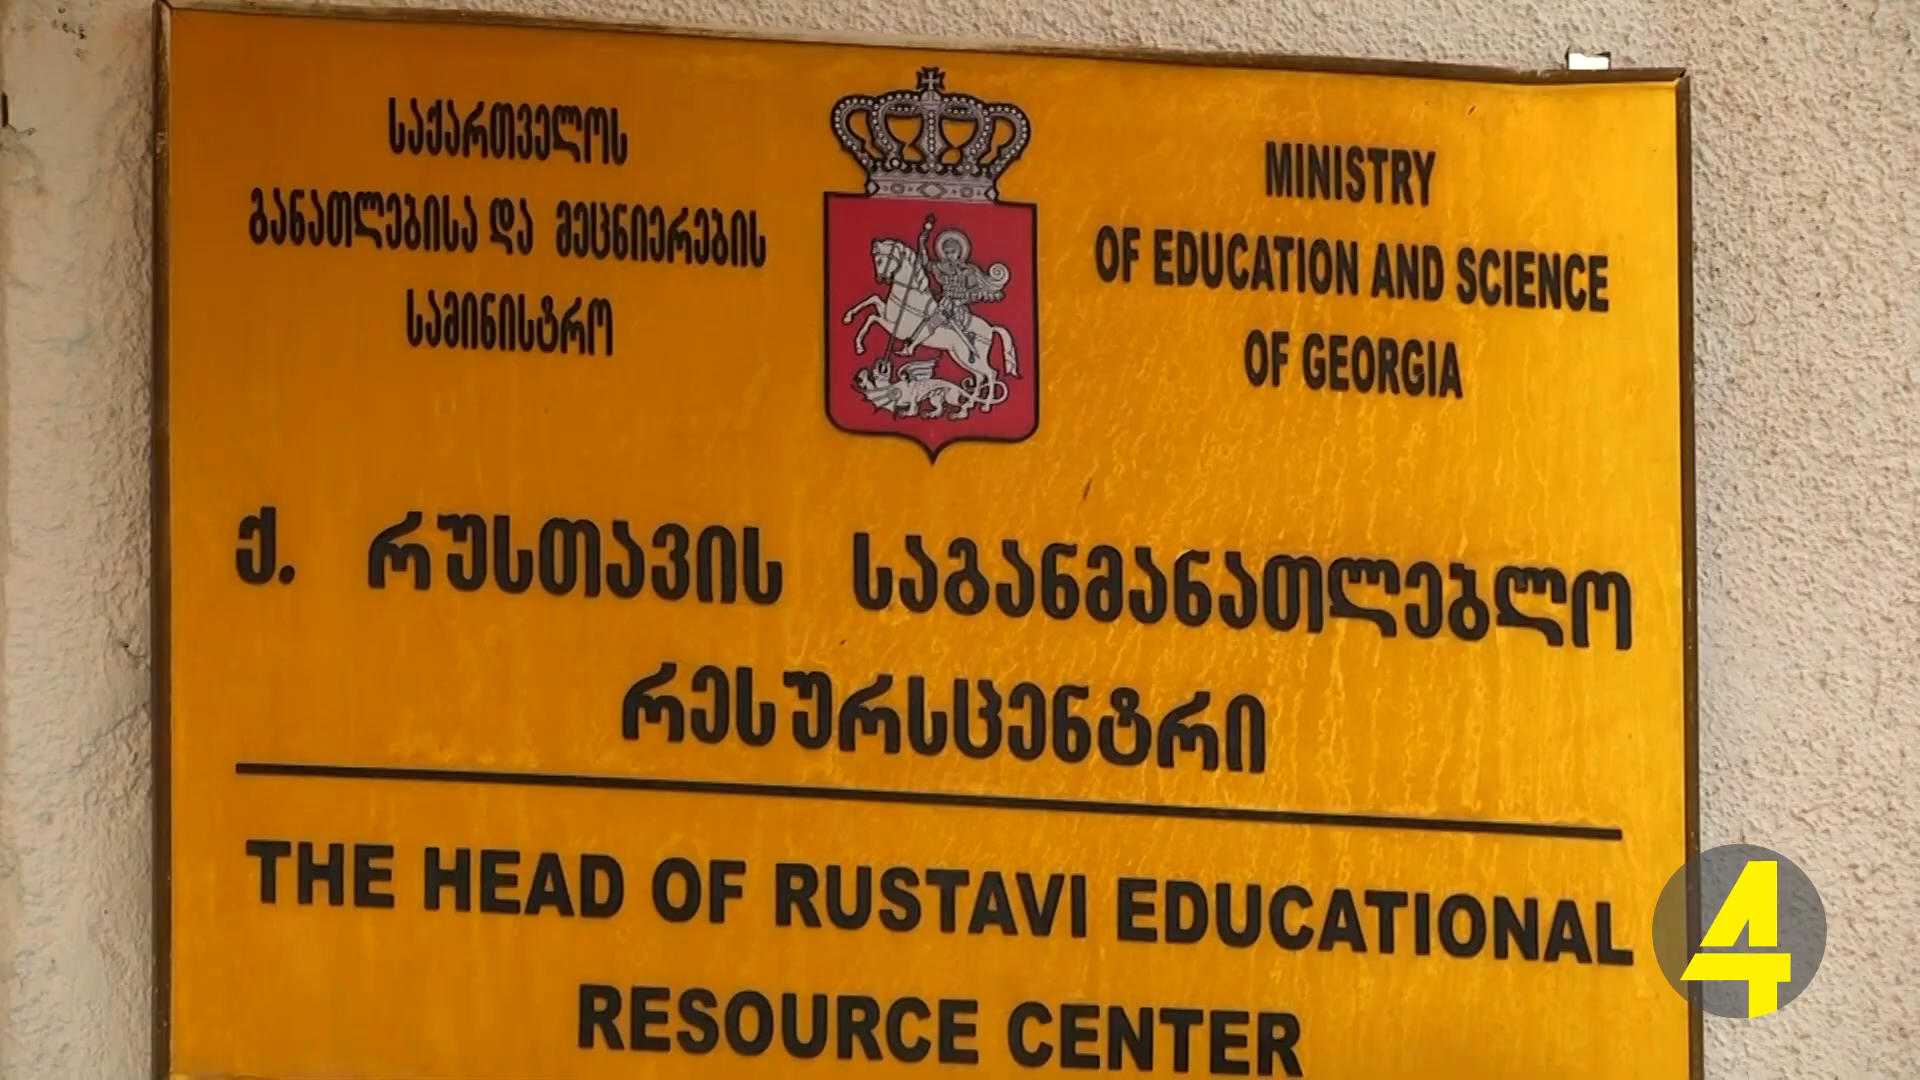 საქართველოს
განათლებისა და მეცნიერების
სამინისტრო
MINISTRY
OF EDUCATION AND SCIENCE
OF GEORGIA
ქ. რუსთავის საგანმანათლებლო
რესურსცენტრი
THE HEAD OF RUSTAVI EDUCATIONAL
RESOURCE CENTER
4